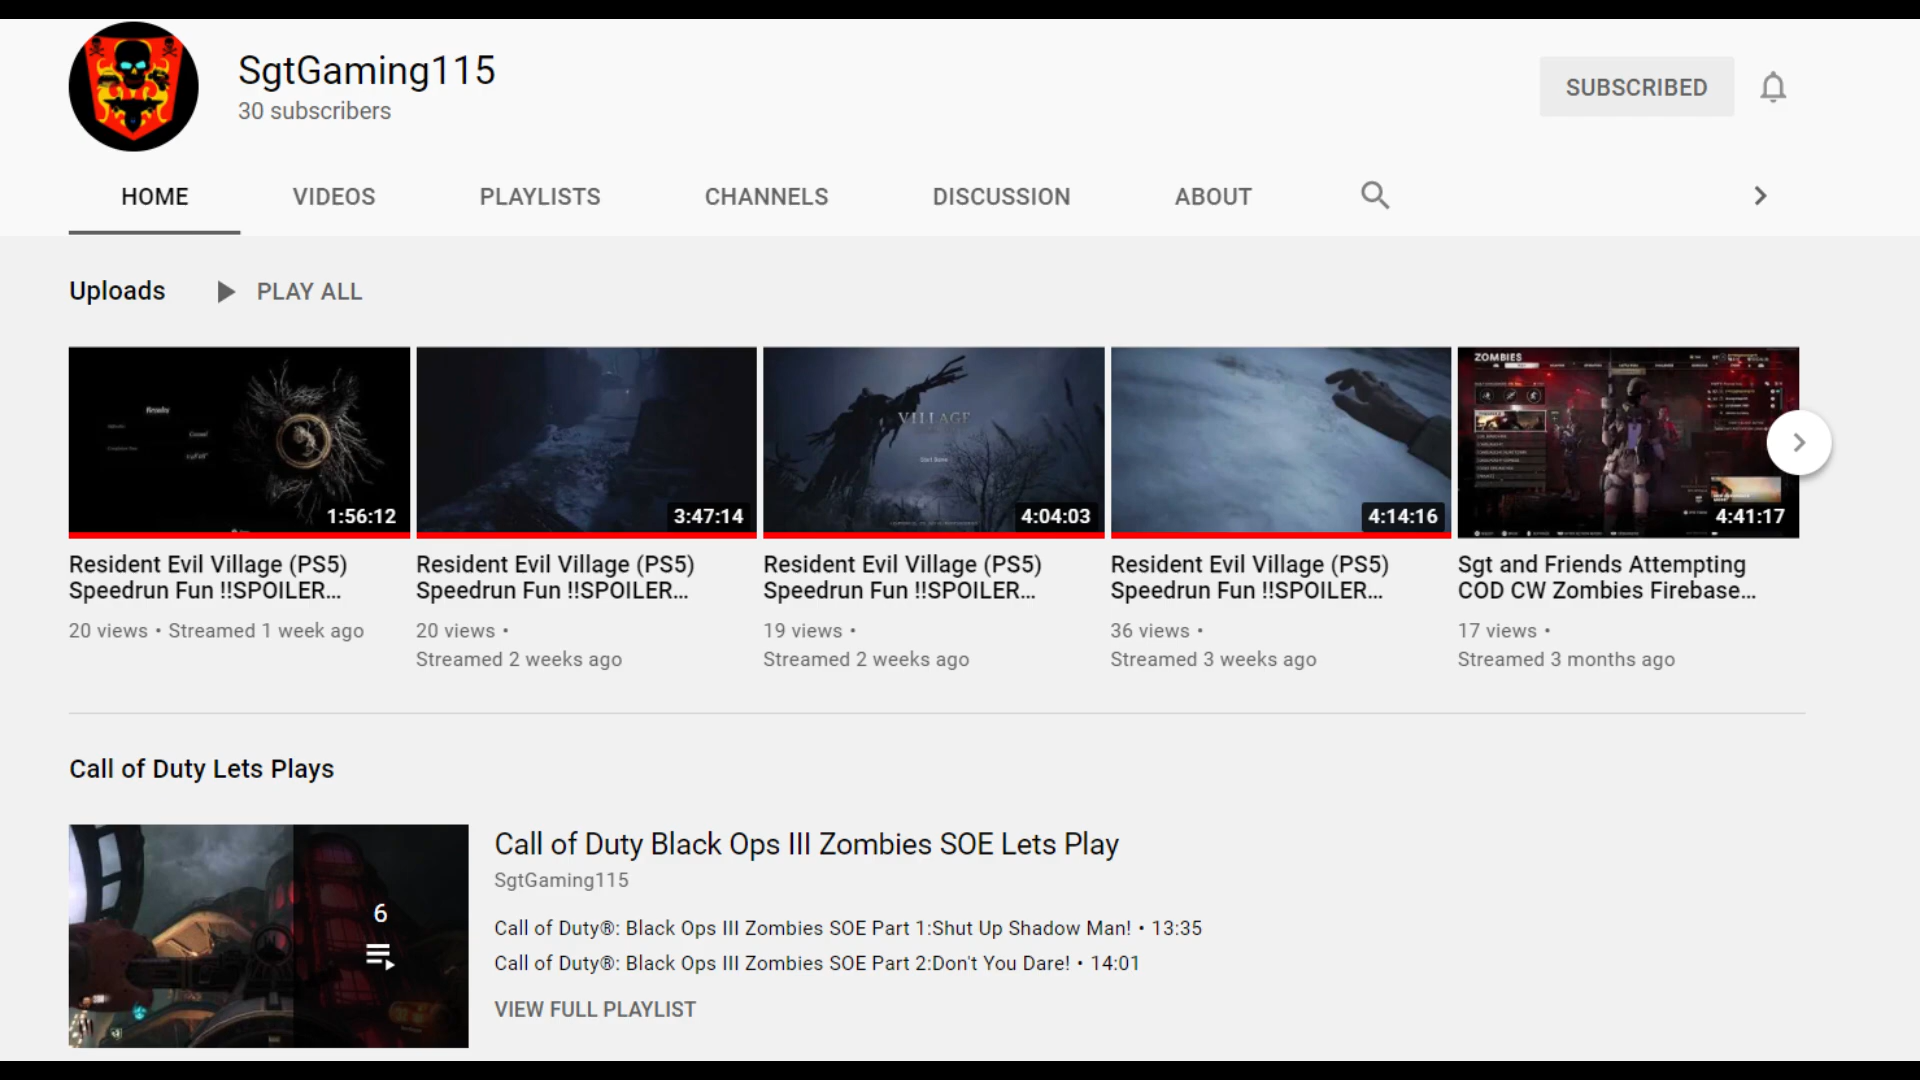 SgtGaming115
30 subscribers
SUBSCRIBED
HOME
VIDEOS
PLAYLISTS
CHANNELS
DISCUSSION
ABOUT
Uploads
PLAY ALL
1:56:12
VILLAGE
3:47:14
4:04:03
4:14:16
ZOMBIES
4:41:17
Resident Evil Village (PS5)
Speedrun Fun !!SPOILER...
20 views • Streamed 1 week ago
Resident Evil Village (PS5)
Speedrun Fun !!SPOILER...
20 views •
Streamed 2 weeks ago
Resident Evil Village (PS5)
Speedrun Fun !!SPOILER...
19 views •
Streamed 2 weeks ago
Resident Evil Village (PS5)
Speedrun Fun !!SPOILER...
36 views •
Streamed 3 weeks ago
Sgt and Friends Attempting
COD CW Zombies Firebase...
17 views •
Streamed 3 months ago
Call of Duty Lets Plays
6
Call of Duty Black Ops III Zombies SOE Lets Play
SgtGaming115
Call of Duty®: Black Ops III Zombies SOE Part 1:Shut Up Shadow Man! • 13:35
Call of Duty®: Black Ops III Zombies SOE Part 2:Don't You Dare! • 14:01
VIEW FULL PLAYLIST